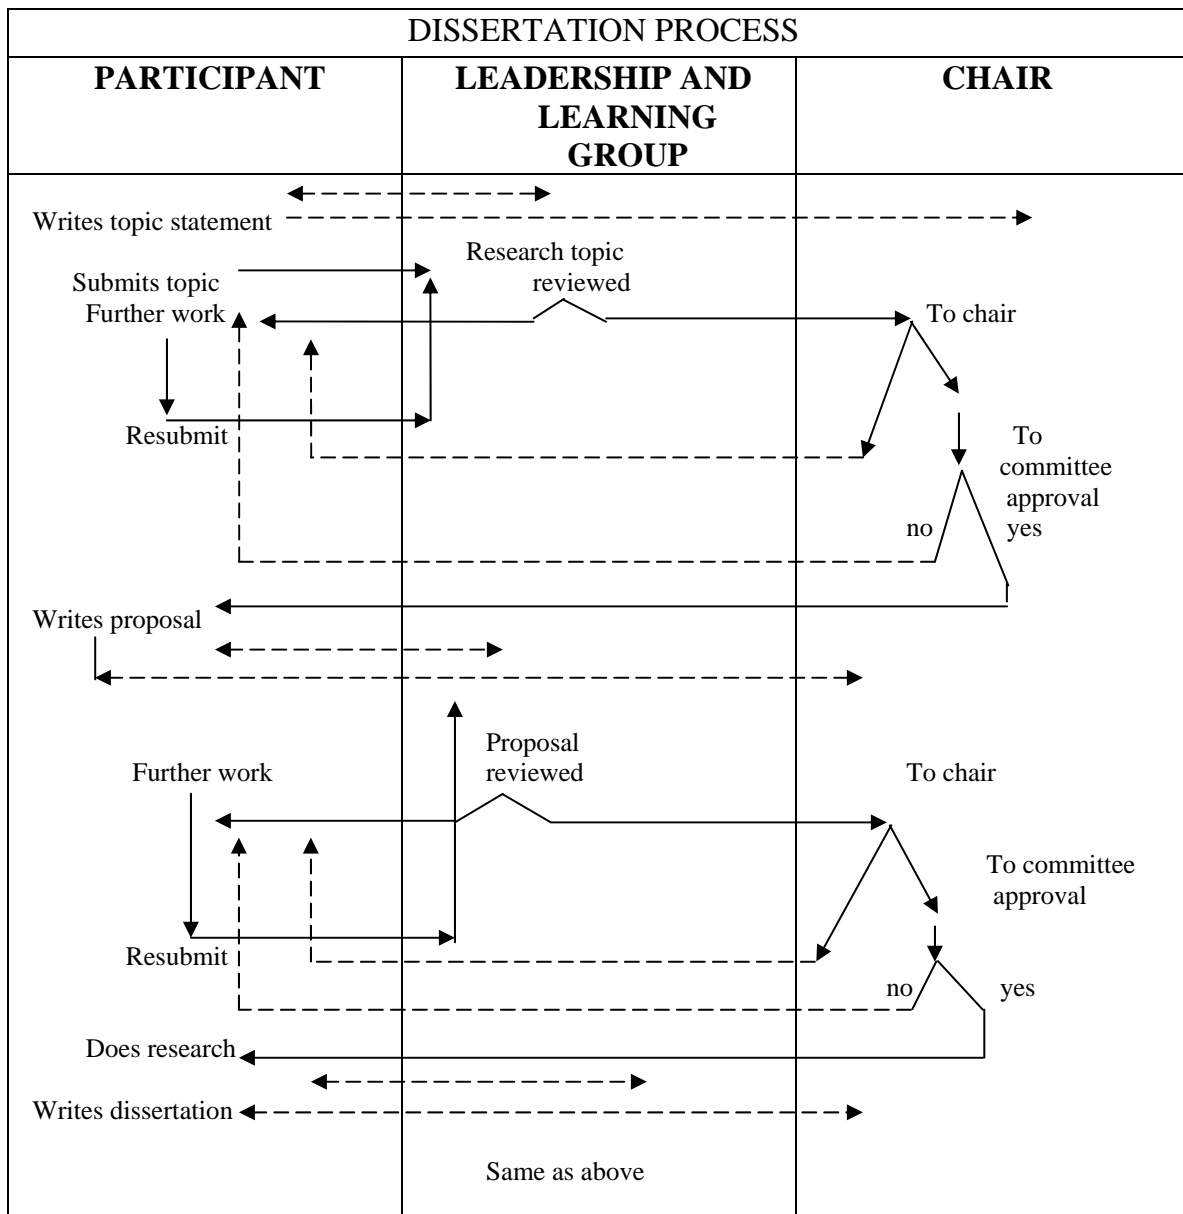 DISSERTATION PROCESS
PARTICIPANT
LEADERSHIP AND
LEARNING
GROUP
CHAIR
Writes topic statement
Research topic
reviewed
Submits topic
Further work
To chair
Resubmit
To
committee
approval
no
yes
Writes proposal
Proposal
reviewed
Further work
To chair
To committee
approval
Resubmit
no
yes
Does research
Writes dissertation
Same as above